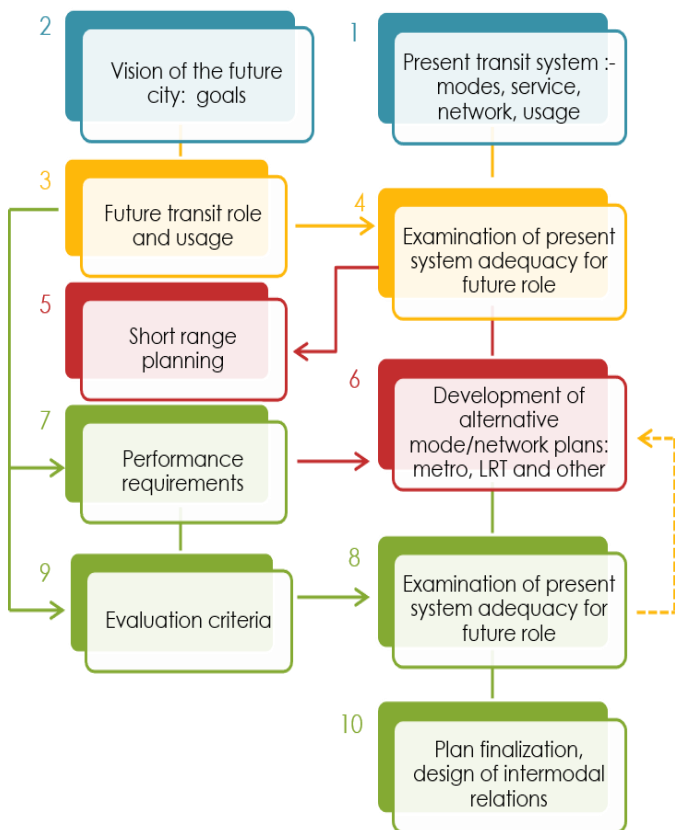 2
Vision of the future
city: goals
1
Present transit system :-
modes, service,
network, usage
3
Future transit role
and usage
4
Examination of present
system adequacy for
future role
5
Short range
planning
6
Development of
alternative
mode/network plans:
metro, LRT and other
7
Performance
requirements
8
Examination of present
system adequacy for
future role
9
Evaluation criteria
10
Plan finalization,
design of intermodal
relations